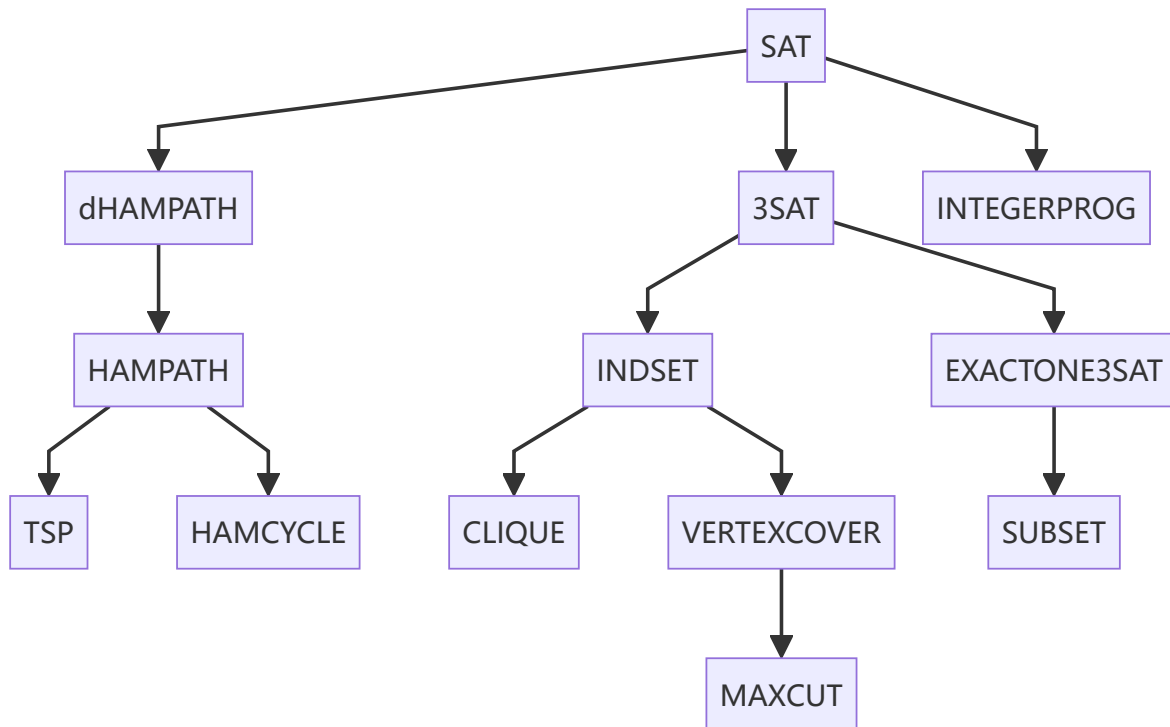 SAT
dHAMPATH
3SAT
INTEGERPROG
HAMPATH
INDSET
EXACTONE3SAT
TSP
HAMCYCLE
CLIQUE
VERTEXCOVER
SUBSET
MAXCUT